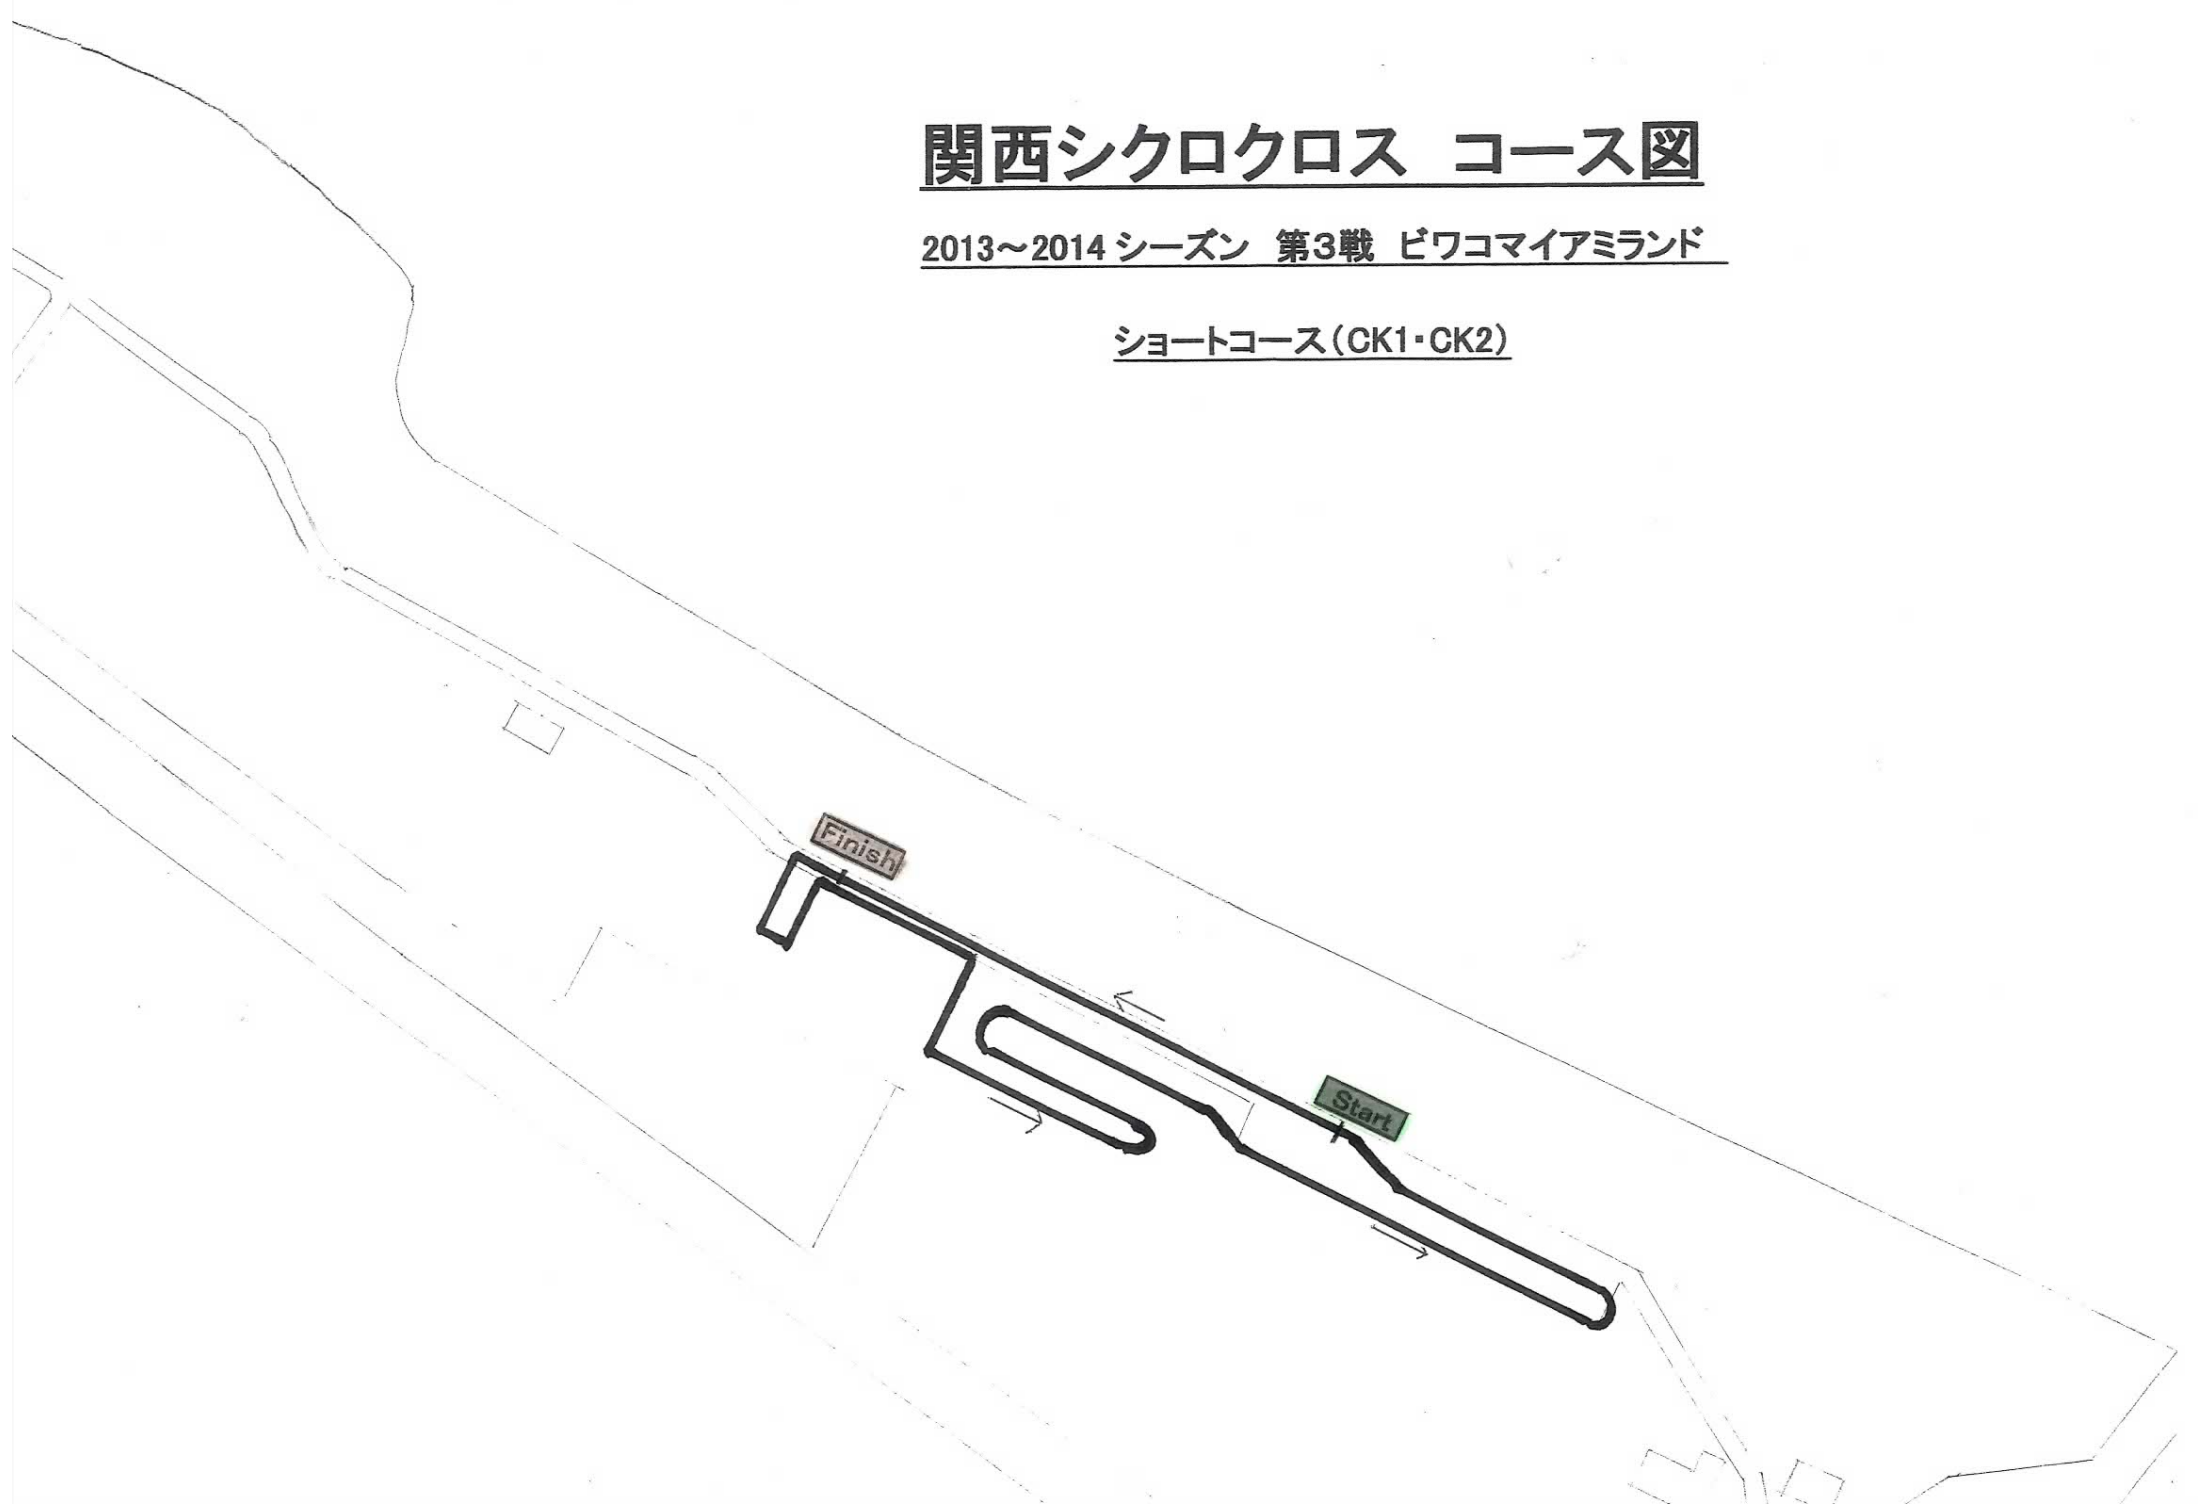 関西シクロクロス　コース図
2013～2014 シーズン　第3戦　ビワコマイアミランド
ショートコース（CK1・CK2）
Finish
Start